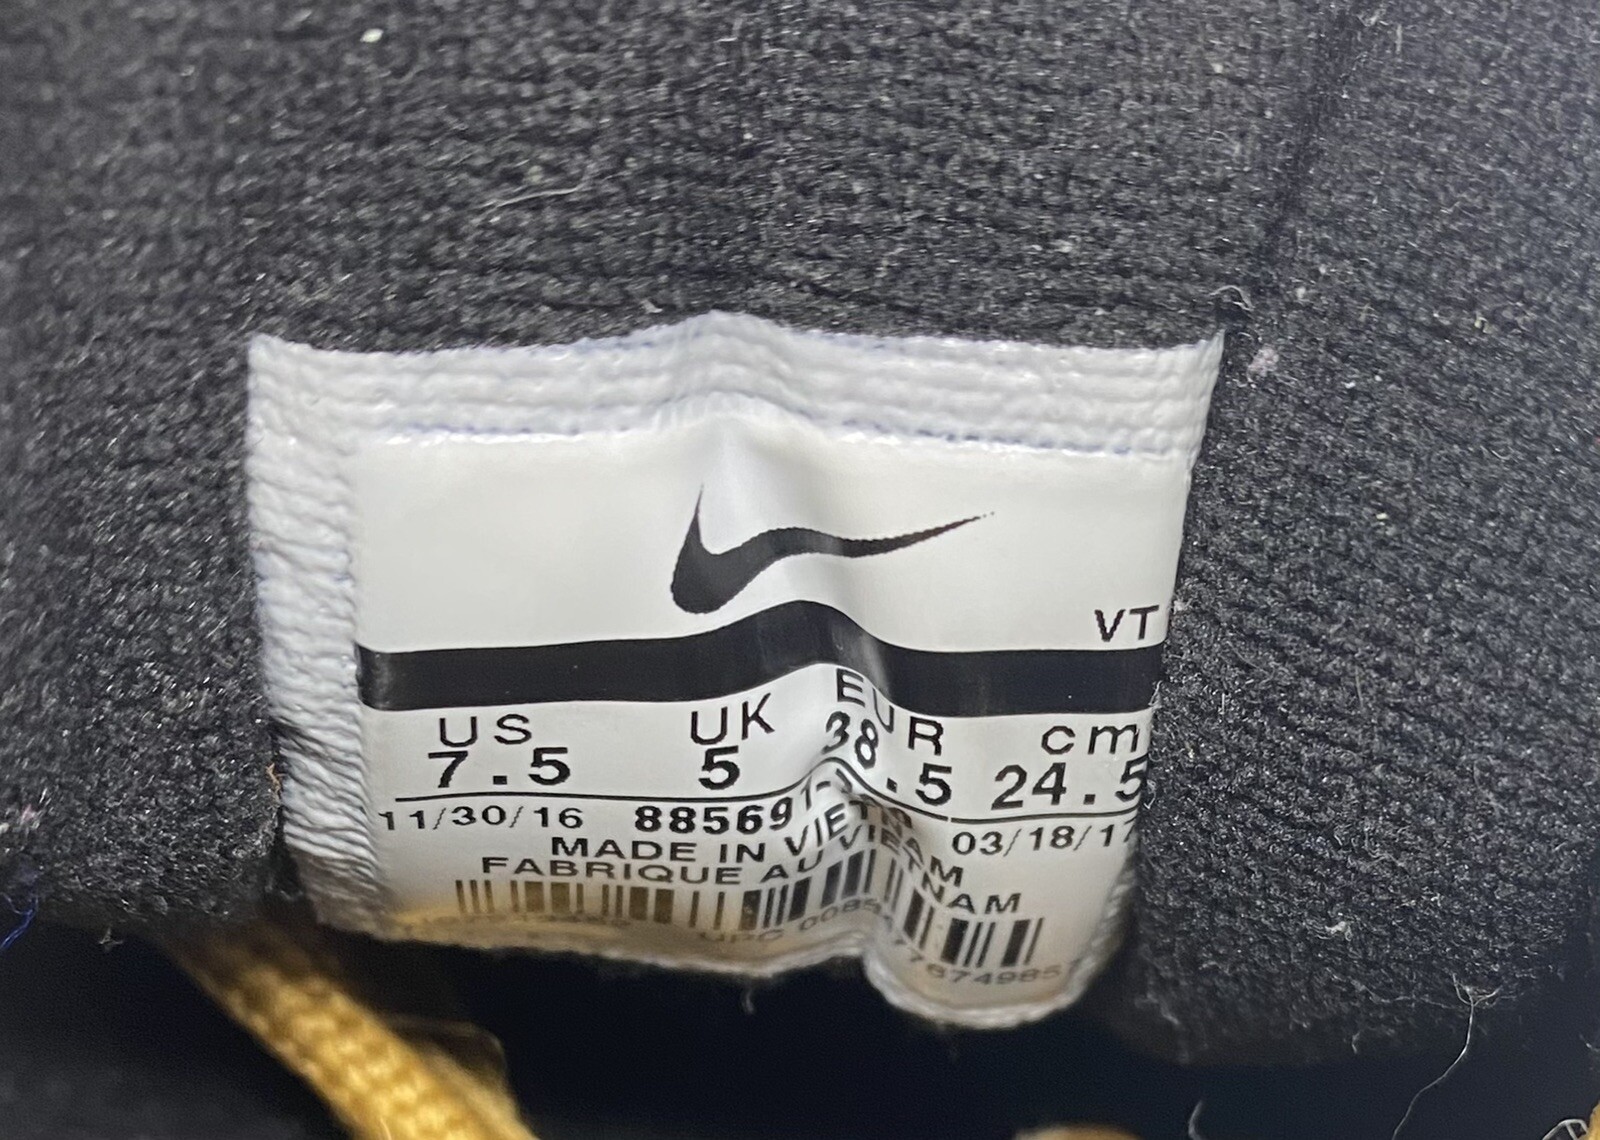 VT
US UK EUR cm
7.5 5 38.5 24.5
11/30/16 885691- 03/18/17
MADE IN VIETNAM
FABRIQUE AU VIETNAM
UPC